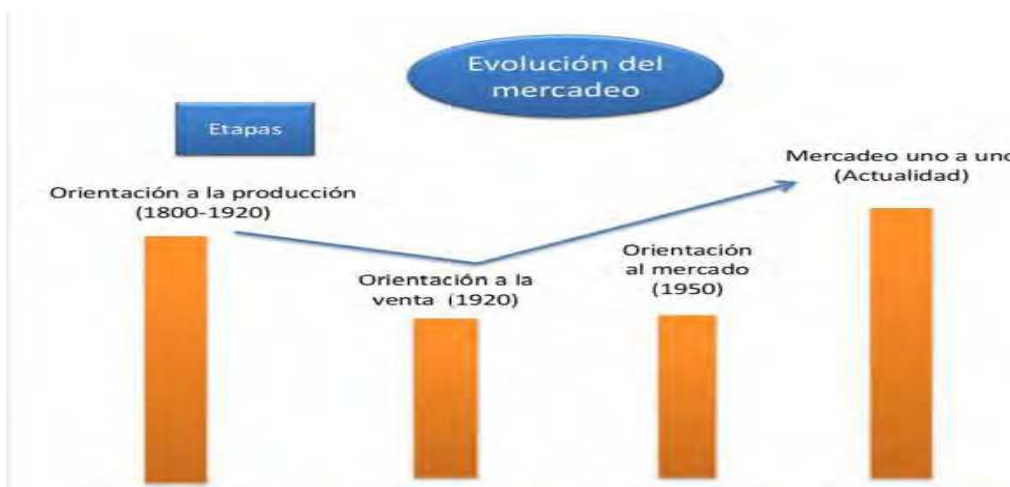 Evolución del
mercadeo
Etapas
Orientación a la producción
(1800-1920)
Orientación a la
venta (1920)
Orientación
al mercado
(1950)
Mercadeo uno a uno
(Actualidad)